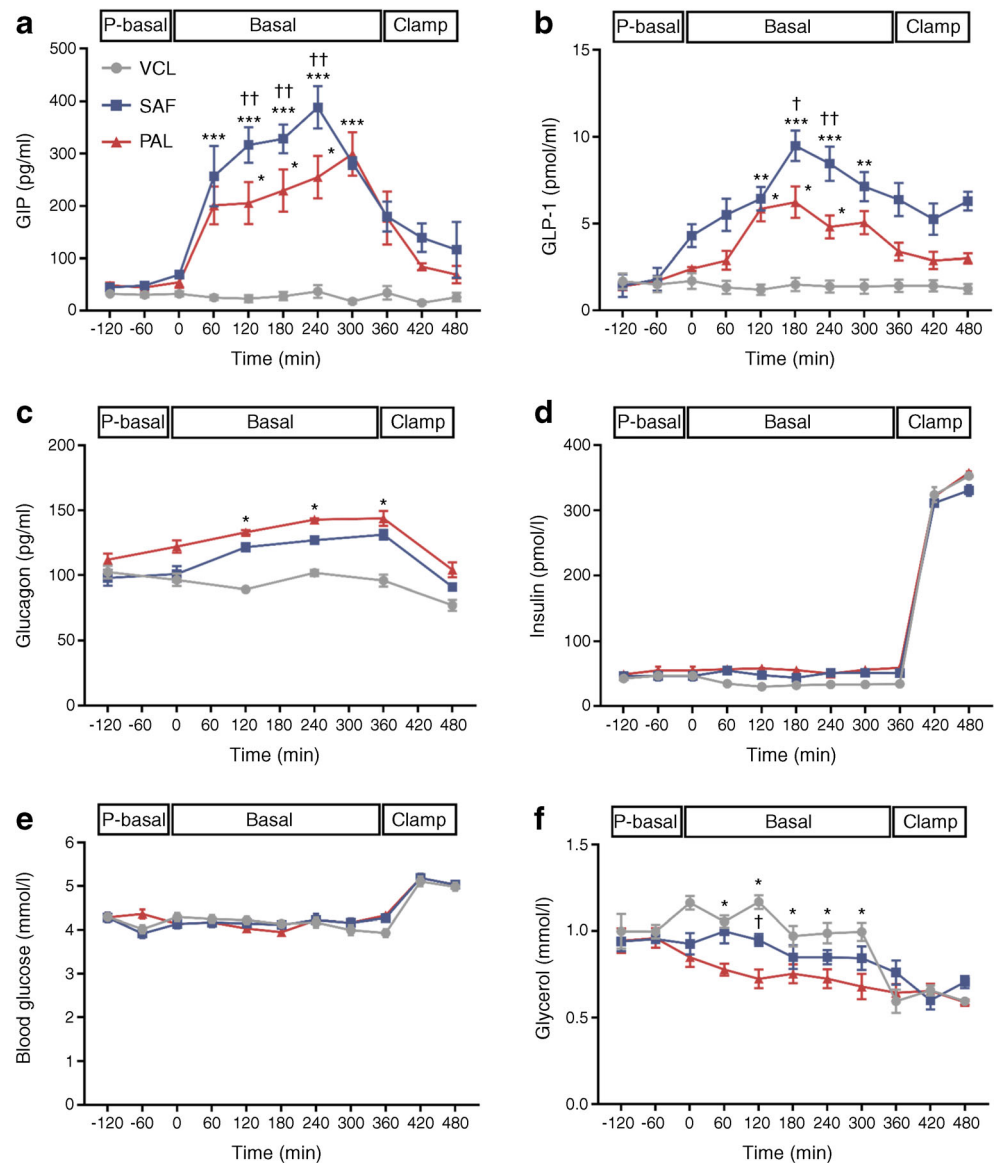 a P-basal Basal Clamp
GIP (pg/ml)
500
400
300
200
100
0
VCL
SAF
PAL
††
***
††
***
††
***
***
***
*
*
*
-120 -60 0 60 120 180 240 300 360 420 480
Time (min)
b P-basal Basal Clamp
GLP-1 (pmol/ml)
15
10
5
0
†
***
††
***
**
**
*
*
*
-120 -60 0 60 120 180 240 300 360 420 480
Time (min)
c P-basal Basal Clamp
Glucagon (pg/ml)
200
150
100
50
0
* * *
-120 -60 0 60 120 180 240 300 360 420 480
Time (min)
d P-basal Basal Clamp
Insulin (pmol/l)
400
300
200
100
0
-120 -60 0 60 120 180 240 300 360 420 480
Time (min)
e P-basal Basal Clamp
Blood glucose (mmol/l)
6
5
4
3
2
1
0
-120 -60 0 60 120 180 240 300 360 420 480
Time (min)
f P-basal Basal Clamp
Glycerol (mmol/l)
1.5
1.0
0.5
0.0
*
* * * *
†
-120 -60 0 60 120 180 240 300 360 420 480
Time (min)